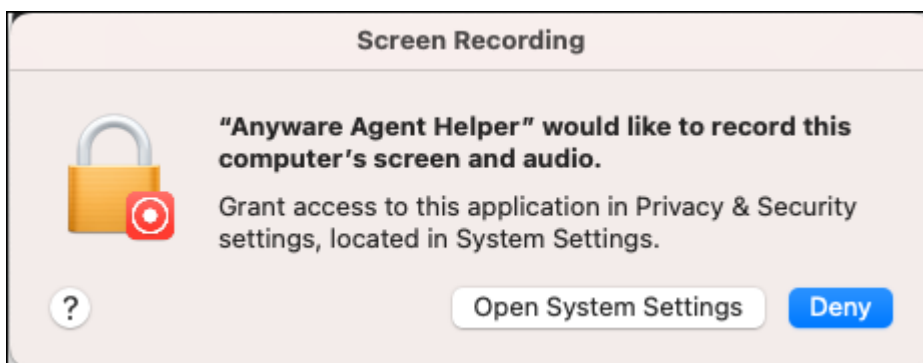 Screen Recording
“Anyware Agent Helper” would like to record this
computer’s screen and audio.
Grant access to this application in Privacy & Security
settings, located in System Settings.
?
Open System Settings
Deny